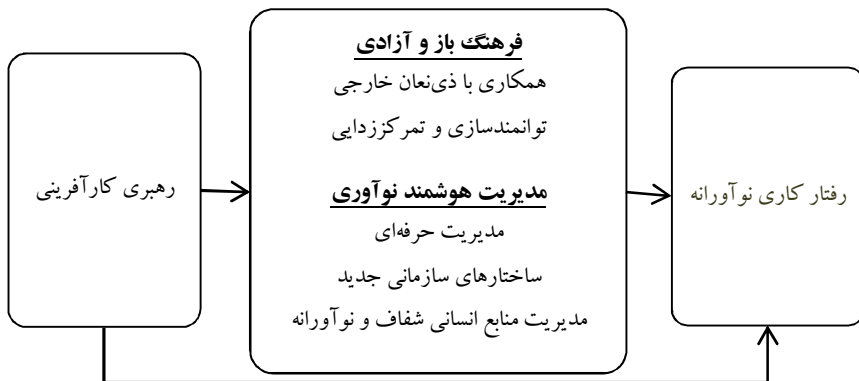 فرهنگ باز و آزادی
همکاری با ذی‌نعان خارجی
توانمندسازی و تمرکززدایی
مدیریت هوشمند نوآوری
مدیریت حرفه‌ای
ساختارهای سازمانی جدید
مدیریت منابع انسانی شفاف و نوآورانه
رهبری کارآفرینی
رفتار کاری نوآورانه